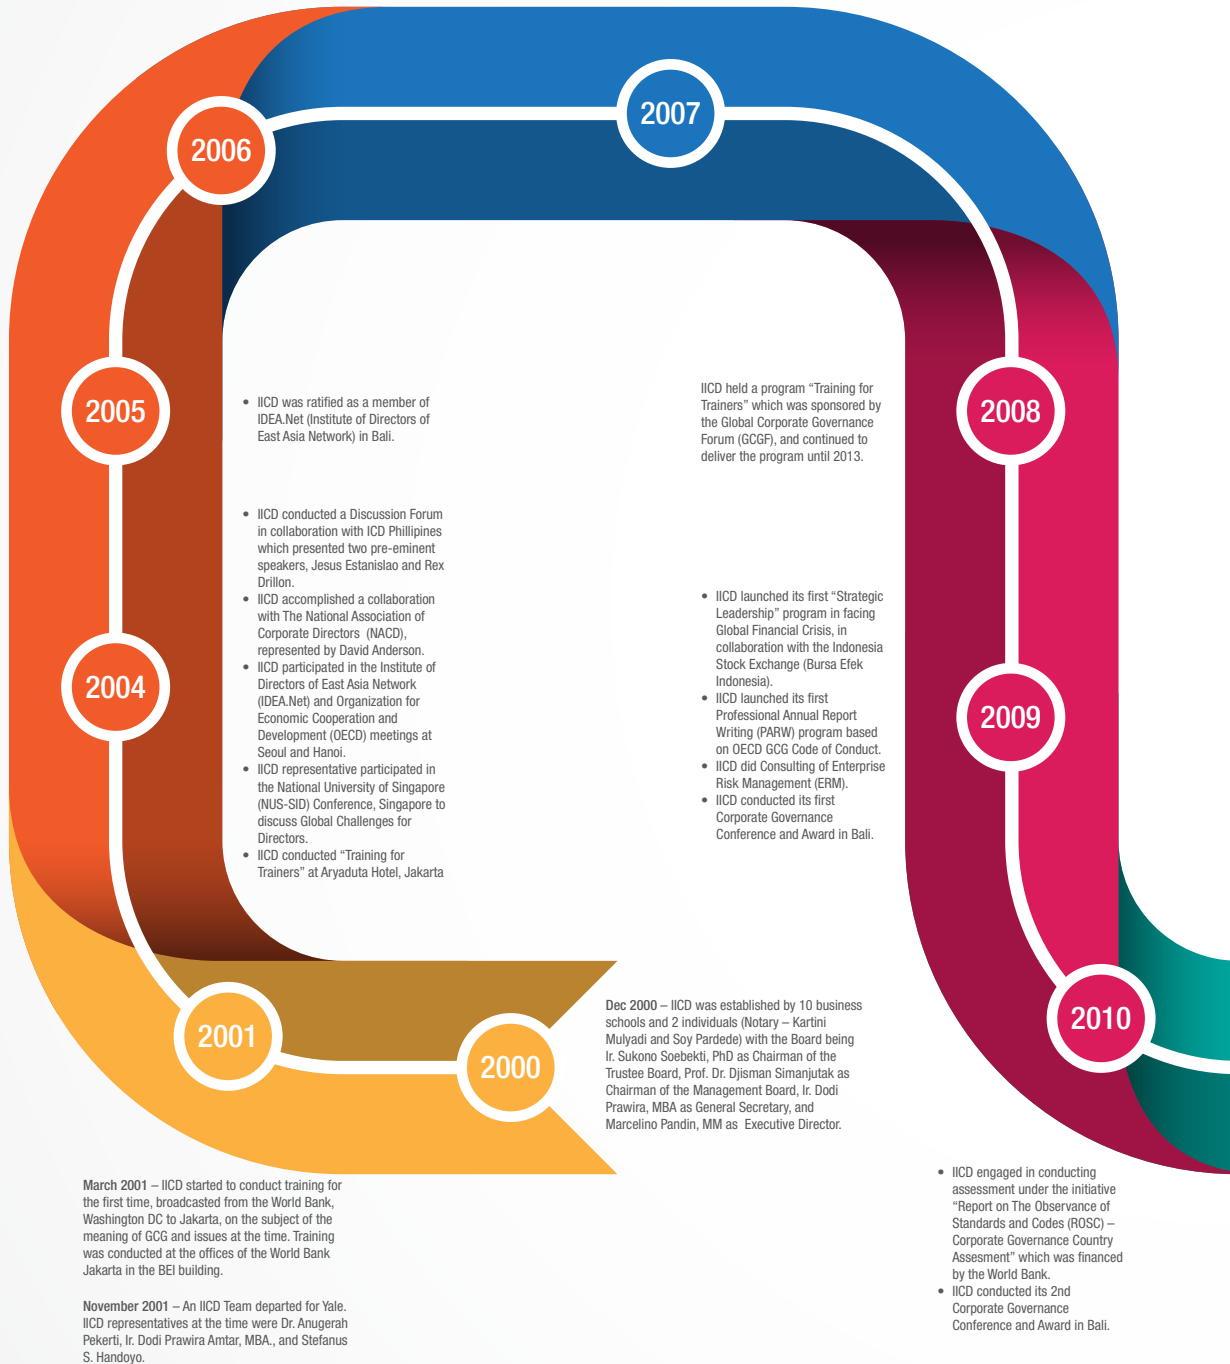 2007
2006
2005
2008
• IICD was ratified as a member of
IDEA.Net (Institute of Directors of
East Asia Network) in Bali.
IICD held a program “Training for
Trainers” which was sponsored by
the Global Corporate Governance
Forum (GCGF), and continued to
deliver the program until 2013.
2004
• IICD conducted a Discussion Forum
in collaboration with ICD Phillipines
which presented two pre-eminent
speakers, Jesus Estanislao and Rex
Drillon.
• IICD accomplished a collaboration
with The National Association of
Corporate Directors (NACD),
represented by David Anderson.
• IICD participated in the Institute of
Directors of East Asia Network
(IDEA.Net) and Organization for
Economic Cooperation and
Development (OECD) meetings at
Seoul and Hanoi.
• IICD representative participated in
the National University of Singapore
(NUS-SID) Conference, Singapore to
discuss Global Challenges for
Directors.
• IICD conducted “Training for
Trainers” at Aryaduta Hotel, Jakarta
2009
• IICD launched its first “Strategic
Leadership” program in facing
Global Financial Crisis, in
collaboration with the Indonesia
Stock Exchange (Bursa Efek
Indonesia).
• IICD launched its first
Professional Annual Report
Writing (PARW) program based
on OECD GCG Code of Conduct.
• IICD did Consulting of Enterprise
Risk Management (ERM).
• IICD conducted its first
Corporate Governance
Conference and Award in Bali.
2001
2000
Dec 2000 – IICD was established by 10 business
schools and 2 individuals (Notary – Kartini
Mulyadi and Soy Pardede) with the Board being
Ir. Sukono Soebekti, PhD as Chairman of the
Trustee Board, Prof. Dr. Djisman Simanjutak as
Chairman of the Management Board, Ir. Dodi
Prawira, MBA as General Secretary, and
Marcelino Pandin, MM as Executive Director.
2010
March 2001 – IICD started to conduct training for
the first time, broadcasted from the World Bank,
Washington DC to Jakarta, on the subject of the
meaning of GCG and issues at the time. Training
was conducted at the offices of the World Bank
Jakarta in the BEI building.
November 2001 – An IICD Team departed for Yale.
IICD representatives at the time were Dr. Anugerah
Pekerti, Ir. Dodi Prawira Amtar, MBA., and Stefanus
S. Handoyo.
• IICD engaged in conducting
assessment under the initiative
“Report on The Observance of
Standards and Codes (ROSC) –
Corporate Governance Country
Assesment” which was financed
by the World Bank.
• IICD conducted its 2nd
Corporate Governance
Conference and Award in Bali.